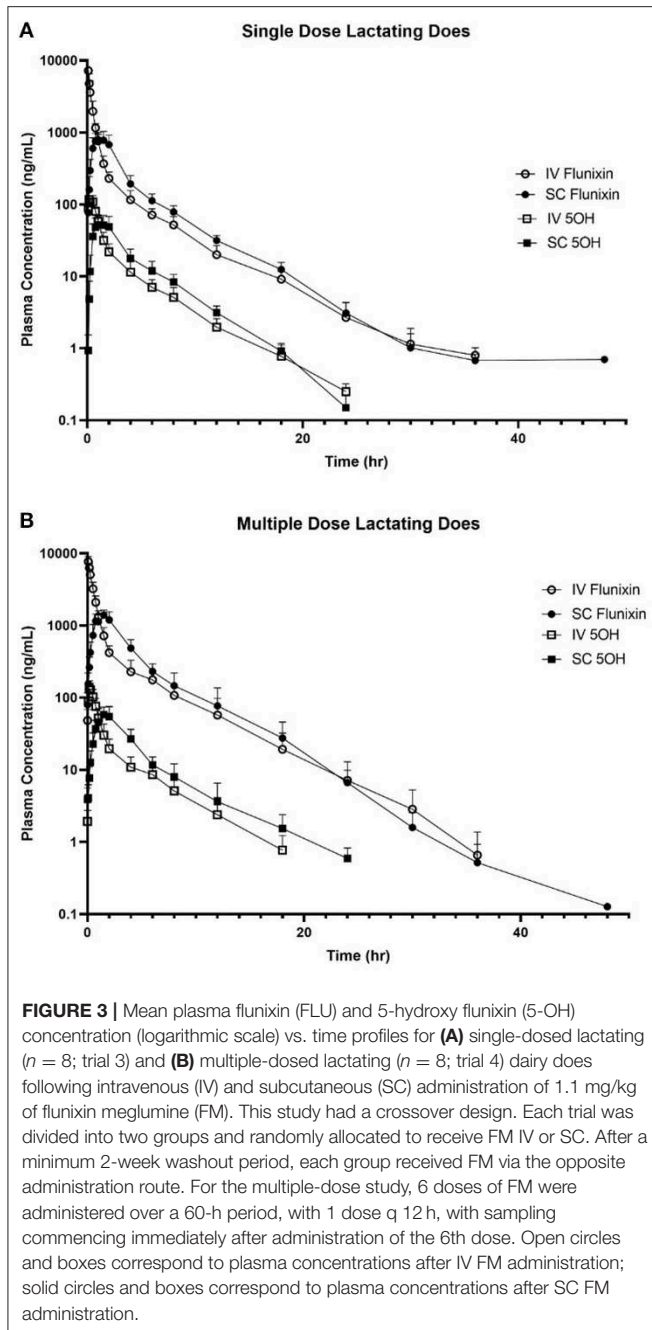 A
Single Dose Lactating Does
10000
1000
100
10
1
0.1
Plasma Concentration (ng/mL)
IV Flunixin
SC Flunixin
IV 5OH
SC 5OH
0
20
40
Time (hr)
B
Multiple Dose Lactating Does
10000
1000
100
10
1
0.1
Plasma Concentration (ng/mL)
IV Flunixin
SC Flunixin
IV 5OH
SC 5OH
0
20
40
Time (hr)
FIGURE 3 | Mean plasma flunixin (FLU) and 5-hydroxy flunixin (5-OH)
concentration (logarithmic scale) vs. time profiles for (A) single-dosed lactating
(n = 8; trial 3) and (B) multiple-dosed lactating (n = 8; trial 4) dairy does
following intravenous (IV) and subcutaneous (SC) administration of 1.1 mg/kg
of flunixin meglumine (FM). This study had a crossover design. Each trial was
divided into two groups and randomly allocated to receive FM IV or SC. After a
minimum 2-week washout period, each group received FM via the opposite
administration route. For the multiple-dose study, 6 doses of FM were
administered over a 60-h period, with 1 dose q 12 h, with sampling
commencing immediately after administration of the 6th dose. Open circles
and boxes correspond to plasma concentrations after IV FM administration;
solid circles and boxes correspond to plasma concentrations after SC FM
administration.